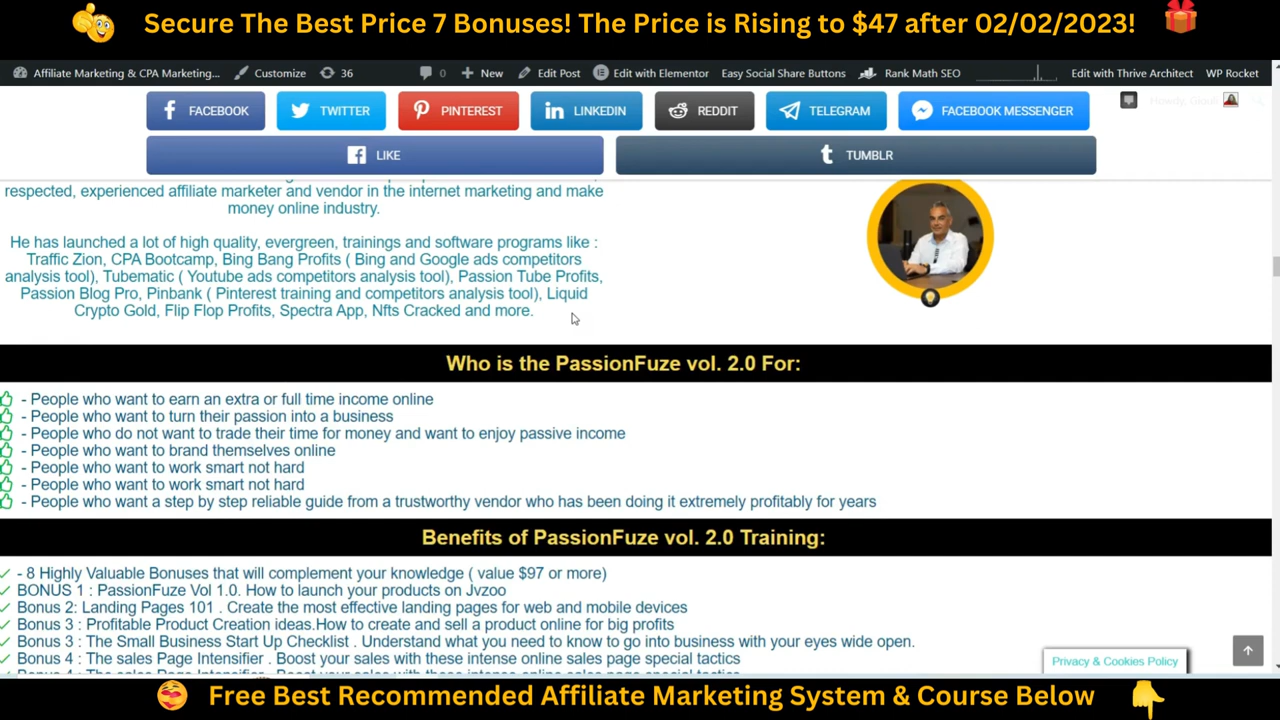 Secure The Best Price 7 Bonuses! The Price is Rising to $47 after 02/02/2023!
Affiliate Marketing & CPA Marketing... Customize 36 0 New Edit Post Edit with Elementor Easy Social Share Buttons Rank Math SEO Edit with Thrive Architect WP Rocket
FACEBOOK TWITTER PINTEREST LINKEDIN REDDIT TELEGRAM FACEBOOK MESSENGER
LIKE TUMBLR
respected, experienced affiliate marketer and vendor in the internet marketing and make
money online industry.
He has launched a lot of high quality, evergreen, trainings and software programs like :
Traffic Zion, CPA Bootcamp, Bing Bang Profits ( Bing and Google ads competitors
analysis tool), Tubematic ( Youtube ads competitors analysis tool), Passion Tube Profits,
Passion Blog Pro, Pinbank ( Pinterest training and competitors analysis tool), Liquid
Crypto Gold, Flip Flop Profits, Spectra App, Nfts Cracked and more.
Who is the PassionFuze vol. 2.0 For:
- People who want to earn an extra or full time income online
- People who want to turn their passion into a business
- People who do not want to trade their time for money and want to enjoy passive income
- People who want to brand themselves online
- People who want to work smart not hard
- People who want to work smart not hard
- People who want a step by step reliable guide from a trustworthy vendor who has been doing it extremely profitably for years
Benefits of PassionFuze vol. 2.0 Training:
- 8 Highly Valuable Bonuses that will complement your knowledge ( value $97 or more)
BONUS 1 : PassionFuze Vol 1.0. How to launch your products on Jvzoo
Bonus 2: Landing Pages 101 . Create the most effective landing pages for web and mobile devices
Bonus 3 : Profitable Product Creation ideas.How to create and sell a product online for big profits
Bonus 3 : The Small Business Start Up Checklist . Understand what you need to know to go into business with your eyes wide open.
Bonus 4 : The sales Page Intensifier . Boost your sales with these intense online sales page special tactics
Privacy & Cookies Policy
Free Best Recommended Affiliate Marketing System & Course Below